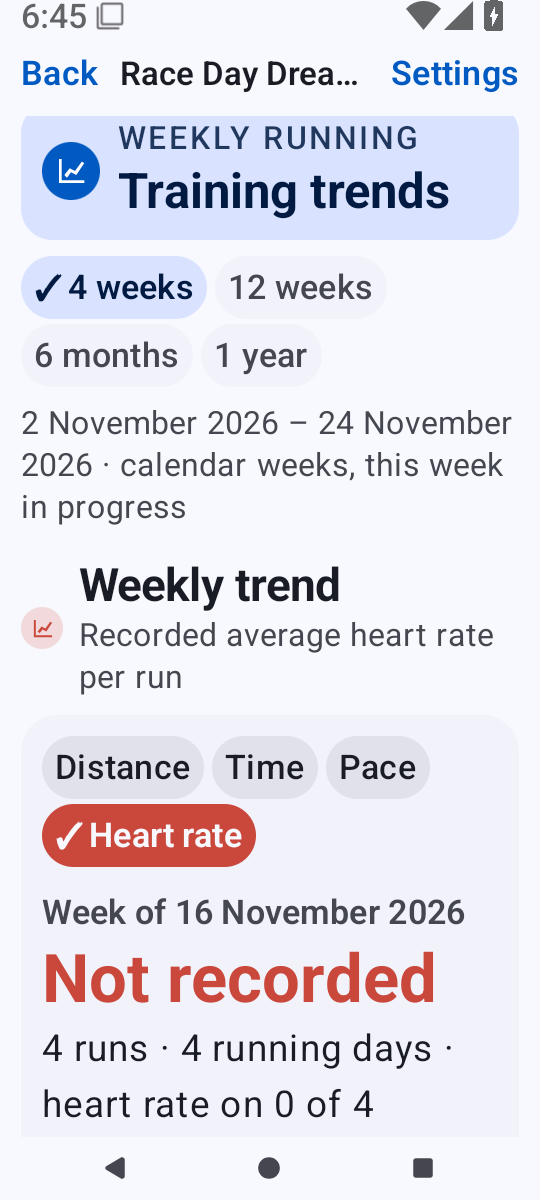 6:45
Back Race Day Drea... Settings
WEEKLY RUNNING
Training trends
✓ 4 weeks 12 weeks
6 months 1 year
2 November 2026 – 24 November
2026 · calendar weeks, this week
in progress
Weekly trend
Recorded average heart rate
per run
Distance Time Pace
✓ Heart rate
Week of 16 November 2026
Not recorded
4 runs · 4 running days ·
heart rate on 0 of 4